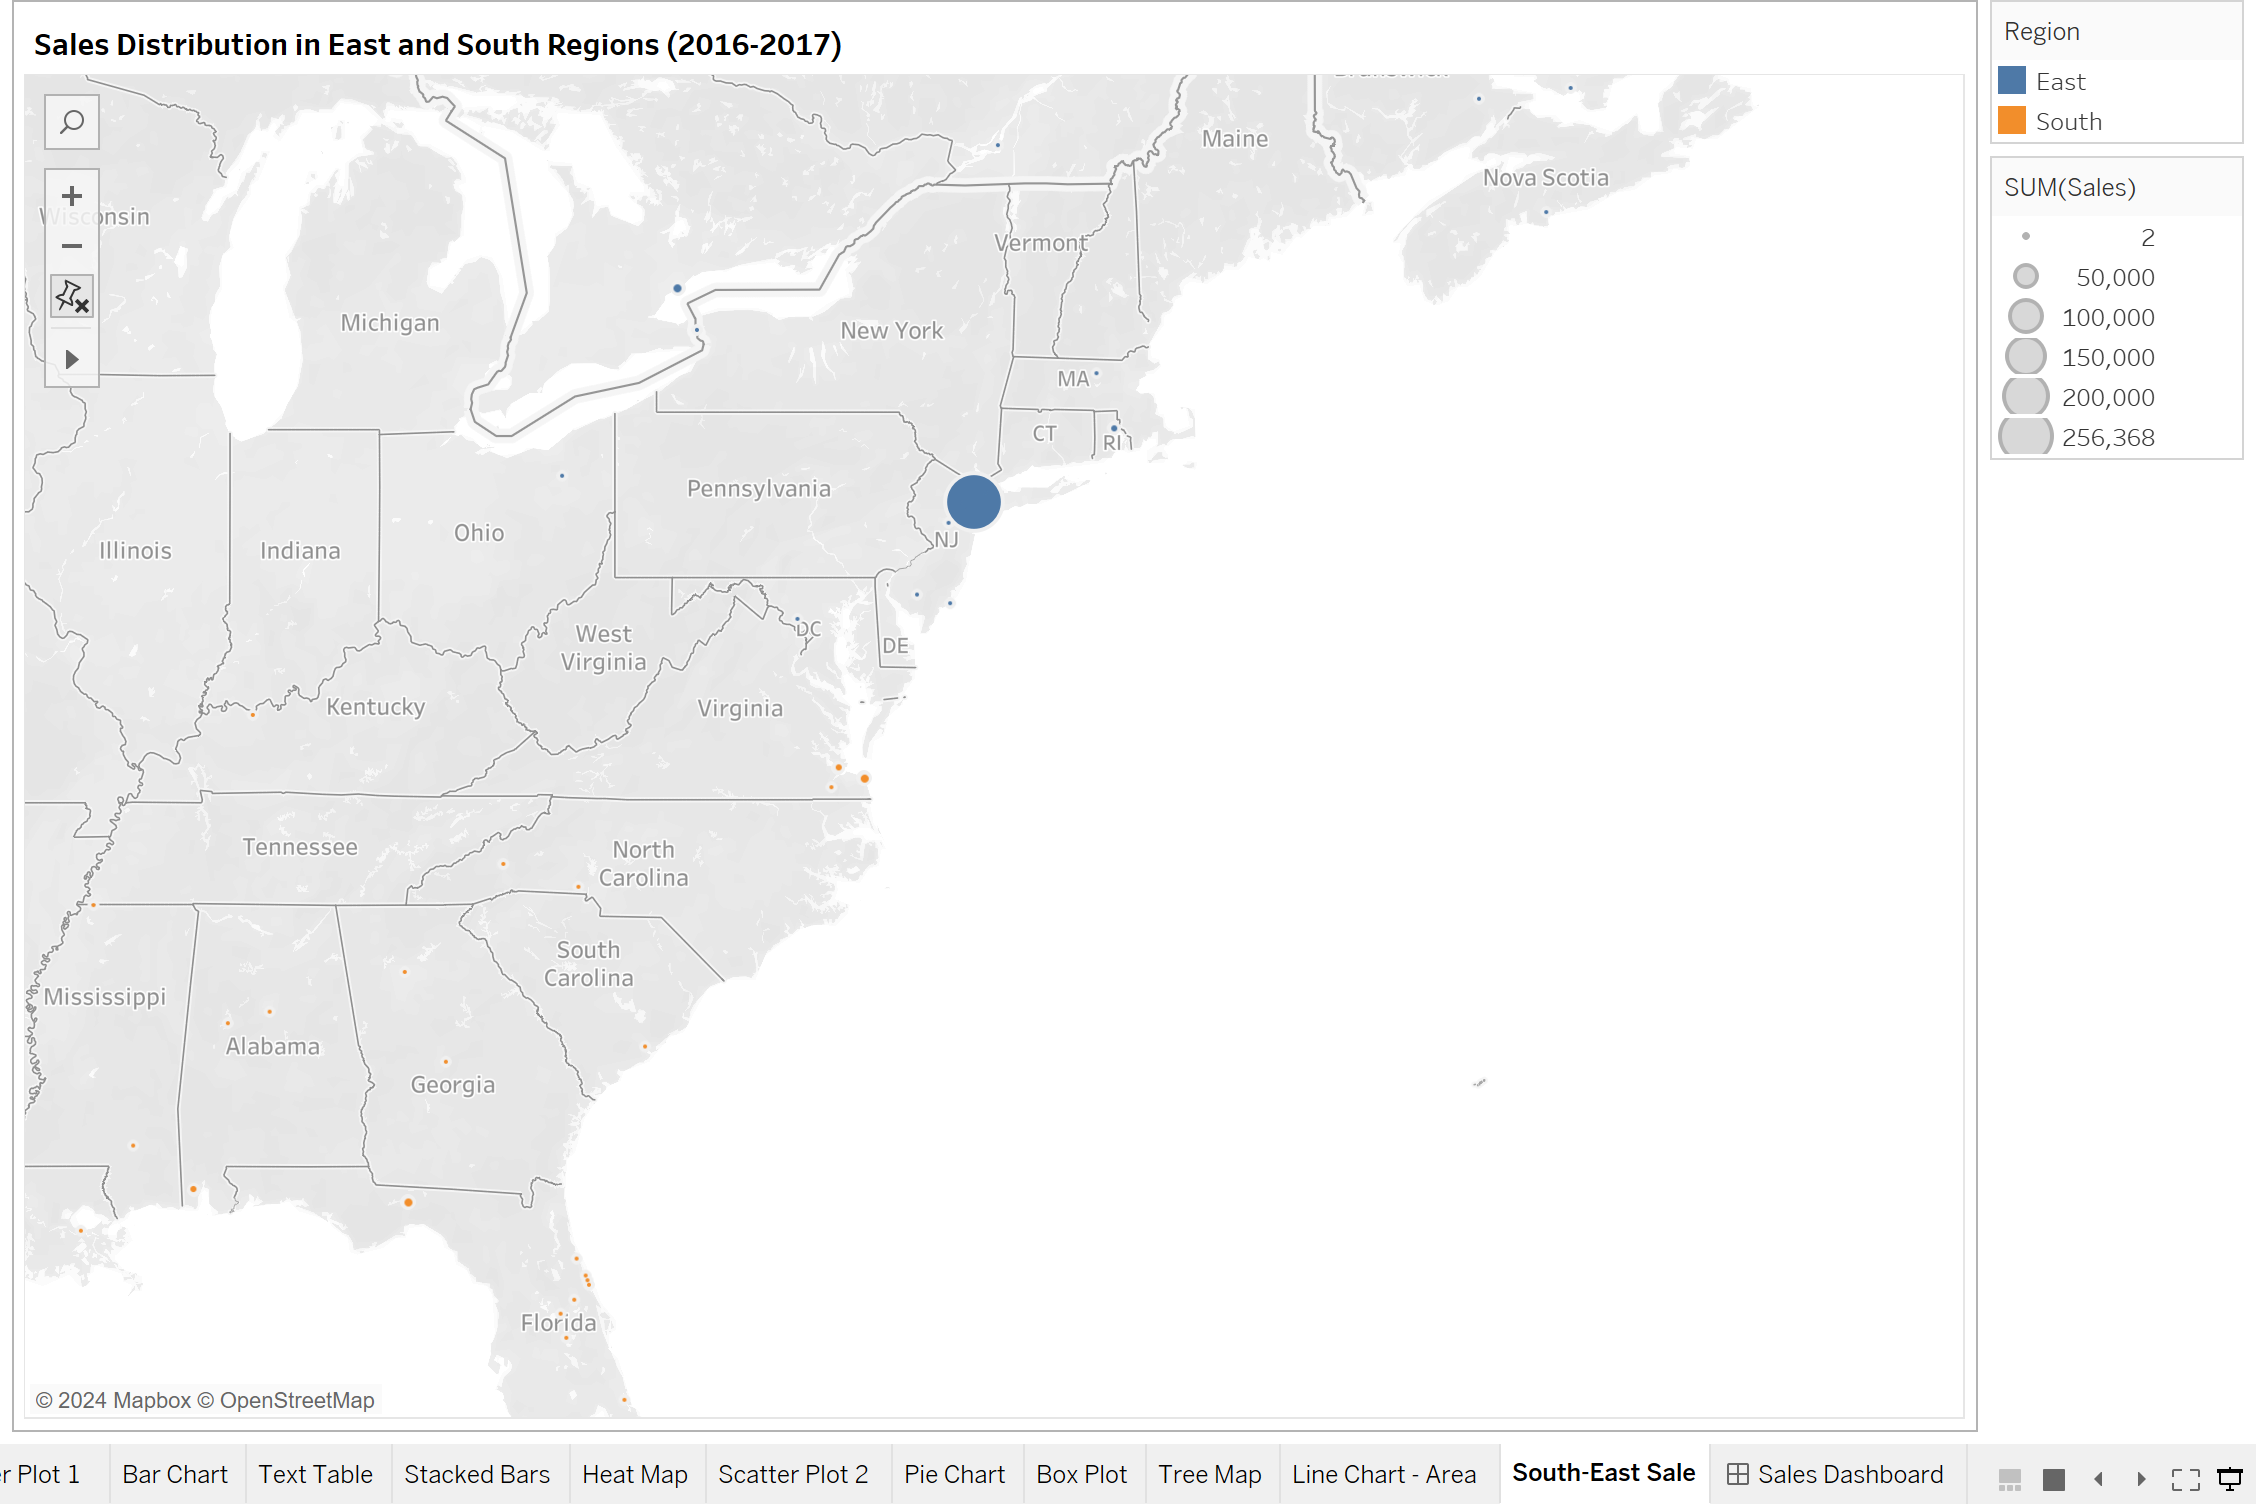 Sales Distribution in East and South Regions (2016-2017)
Region
East
South
SUM(Sales)
2
50,000
100,000
150,000
200,000
256,368
Maine
Nova Scotia
Wisconsin
Vermont
Michigan
New York
MA
CT
RI
Pennsylvania
Ohio
NJ
Illinois
Indiana
DC
West
Virginia
DE
Kentucky
Virginia
Tennessee
North
Carolina
South
Carolina
Mississippi
Alabama
Georgia
Florida
© 2024 Mapbox © OpenStreetMap
r Plot 1
Bar Chart
Text Table
Stacked Bars
Heat Map
Scatter Plot 2
Pie Chart
Box Plot
Tree Map
Line Chart - Area
South-East Sale
Sales Dashboard